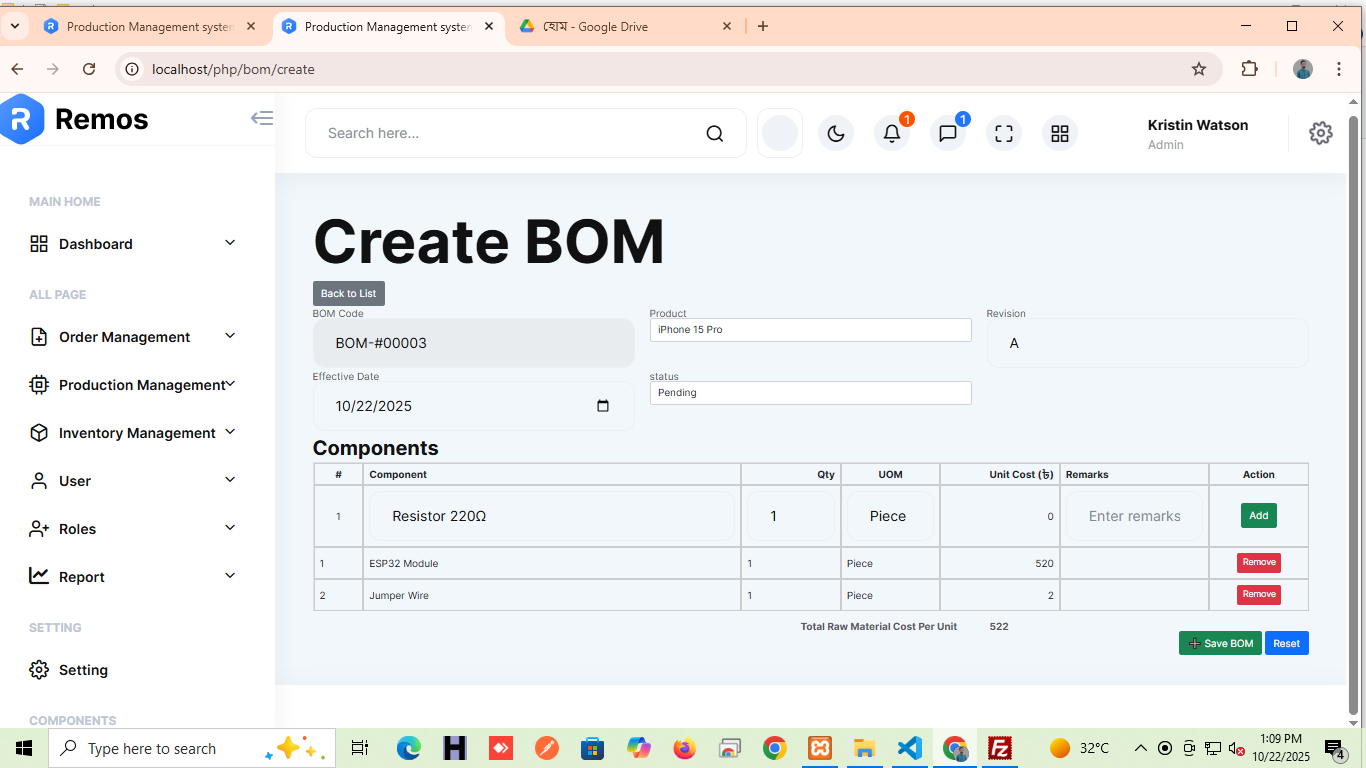 Production Management system
Production Management system
হোম - Google Drive
localhost/php/bom/create
Remos
Search here...
1
1
Kristin Watson
Admin
MAIN HOME
Dashboard
ALL PAGE
Order Management
Production Management
Inventory Management
User
Roles
Report
SETTING
Setting
COMPONENTS
Create BOM
Back to List
BOM Code Product Revision
BOM-#00003 iPhone 15 Pro A
Effective Date status
10/22/2025 Pending
Components
# Component Qty UOM Unit Cost (৳) Remarks Action
1 Resistor 220Ω 1 Piece 0 Enter remarks Add
1 ESP32 Module 1 Piece 520 Remove
2 Jumper Wire 1 Piece 2 Remove
Total Raw Material Cost Per Unit 522
Save BOM Reset
Type here to search
32°C
1:09 PM
10/22/2025
4